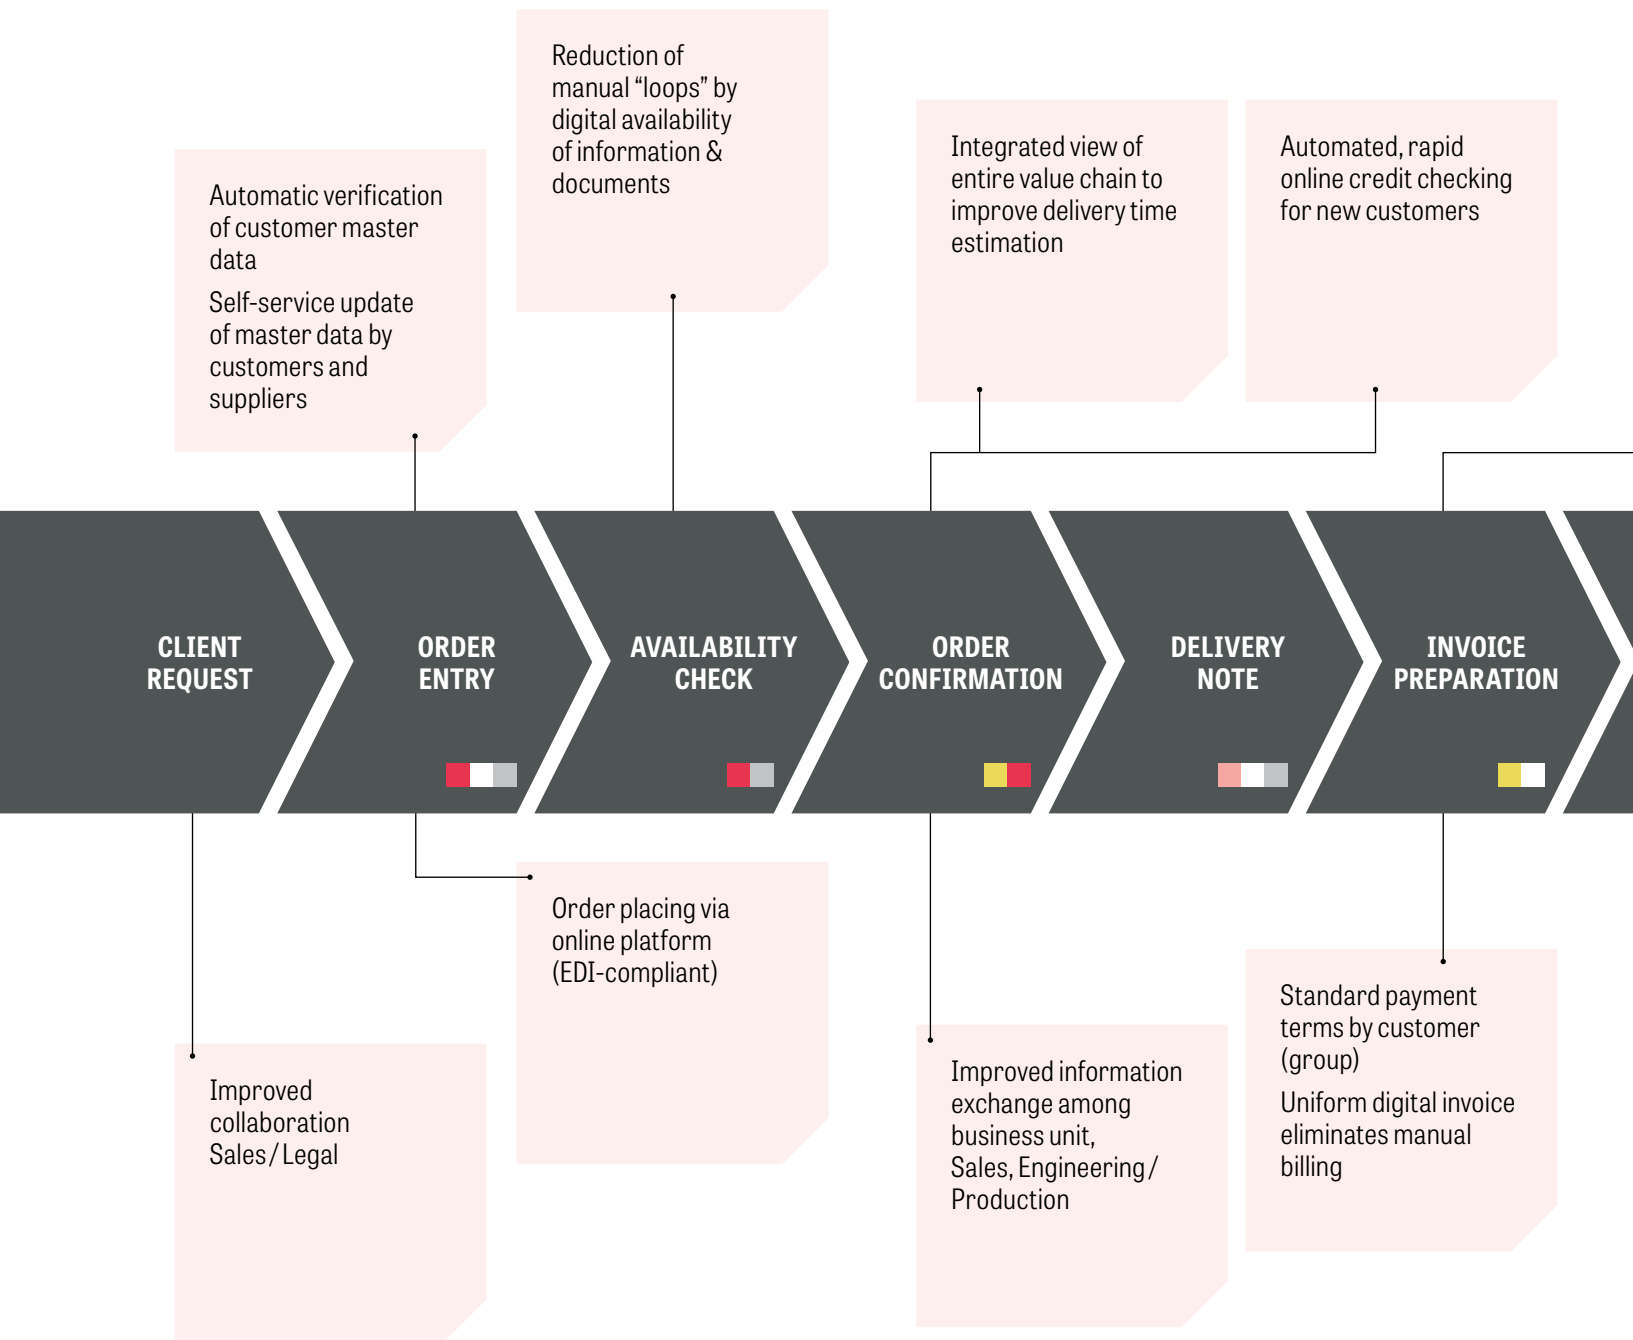 Reduction of
manual “loops” by
digital availability
of information &
documents
Integrated view of
entire value chain to
improve delivery time
estimation
Automated, rapid
online credit checking
for new customers
Automatic verification
of customer master
data
Self-service update
of master data by
customers and
suppliers
CLIENT
REQUEST
ORDER
ENTRY
AVAILABILITY
CHECK
ORDER
CONFIRMATION
DELIVERY
NOTE
INVOICE
PREPARATION
Order placing via
online platform
(EDI-compliant)
Standard payment
terms by customer
(group)
Uniform digital invoice
eliminates manual
billing
Improved information
exchange among
business unit,
Sales, Engineering /
Production
Improved
collaboration
Sales / Legal